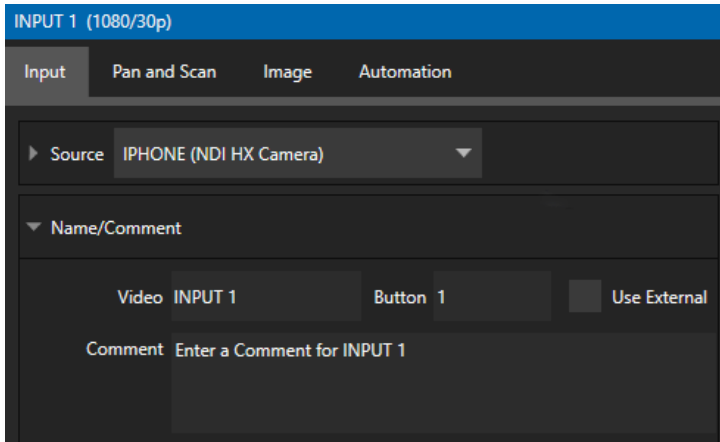 INPUT 1 (1080/30p)
Input Pan and Scan Image Automation
Source IPHONE (NDI HX Camera)
Name/Comment
Video INPUT 1 Button 1 Use External
Comment Enter a Comment for INPUT 1